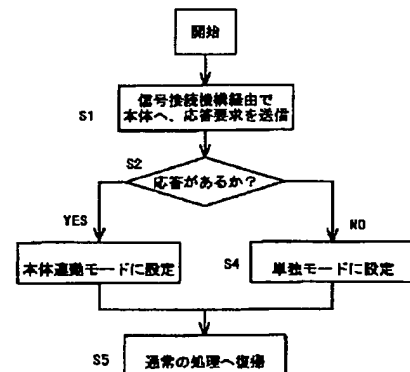 開始
S1
信号接続機構経由で
本体へ、応答要求を送信
S2
応答があるか?
YES
NO
本体連動モードに設定
S4
単独モードに設定
S5
通常の処理へ復帰